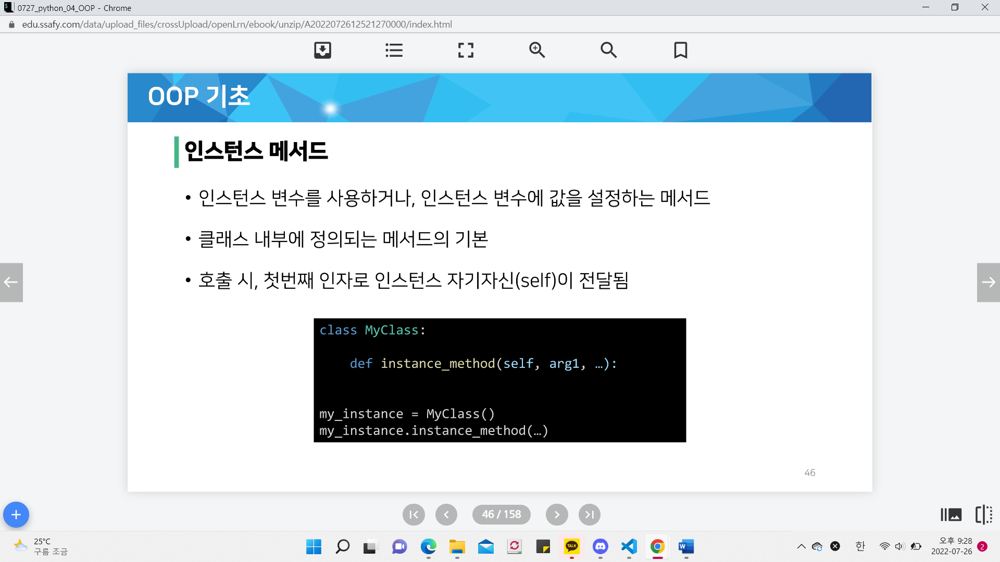 0727_python_04_OOP - Chrome
edu.ssafy.com/data/upload_files/crossUpload/openLrn/ebook/unzip/A2022072612521270000/index.html
OOP 기초
인스턴스 메서드
• 인스턴스 변수를 사용하거나, 인스턴스 변수에 값을 설정하는 메서드
• 클래스 내부에 정의되는 메서드의 기본
• 호출 시, 첫번째 인자로 인스턴스 자기자신(self)이 전달됨
class MyClass:
def instance_method(self, arg1, …):
my_instance = MyClass()
my_instance.instance_method(…)
46
46 / 158
25°C
구름 조금
TALK
W
한
오후 9:28
2022-07-26
2